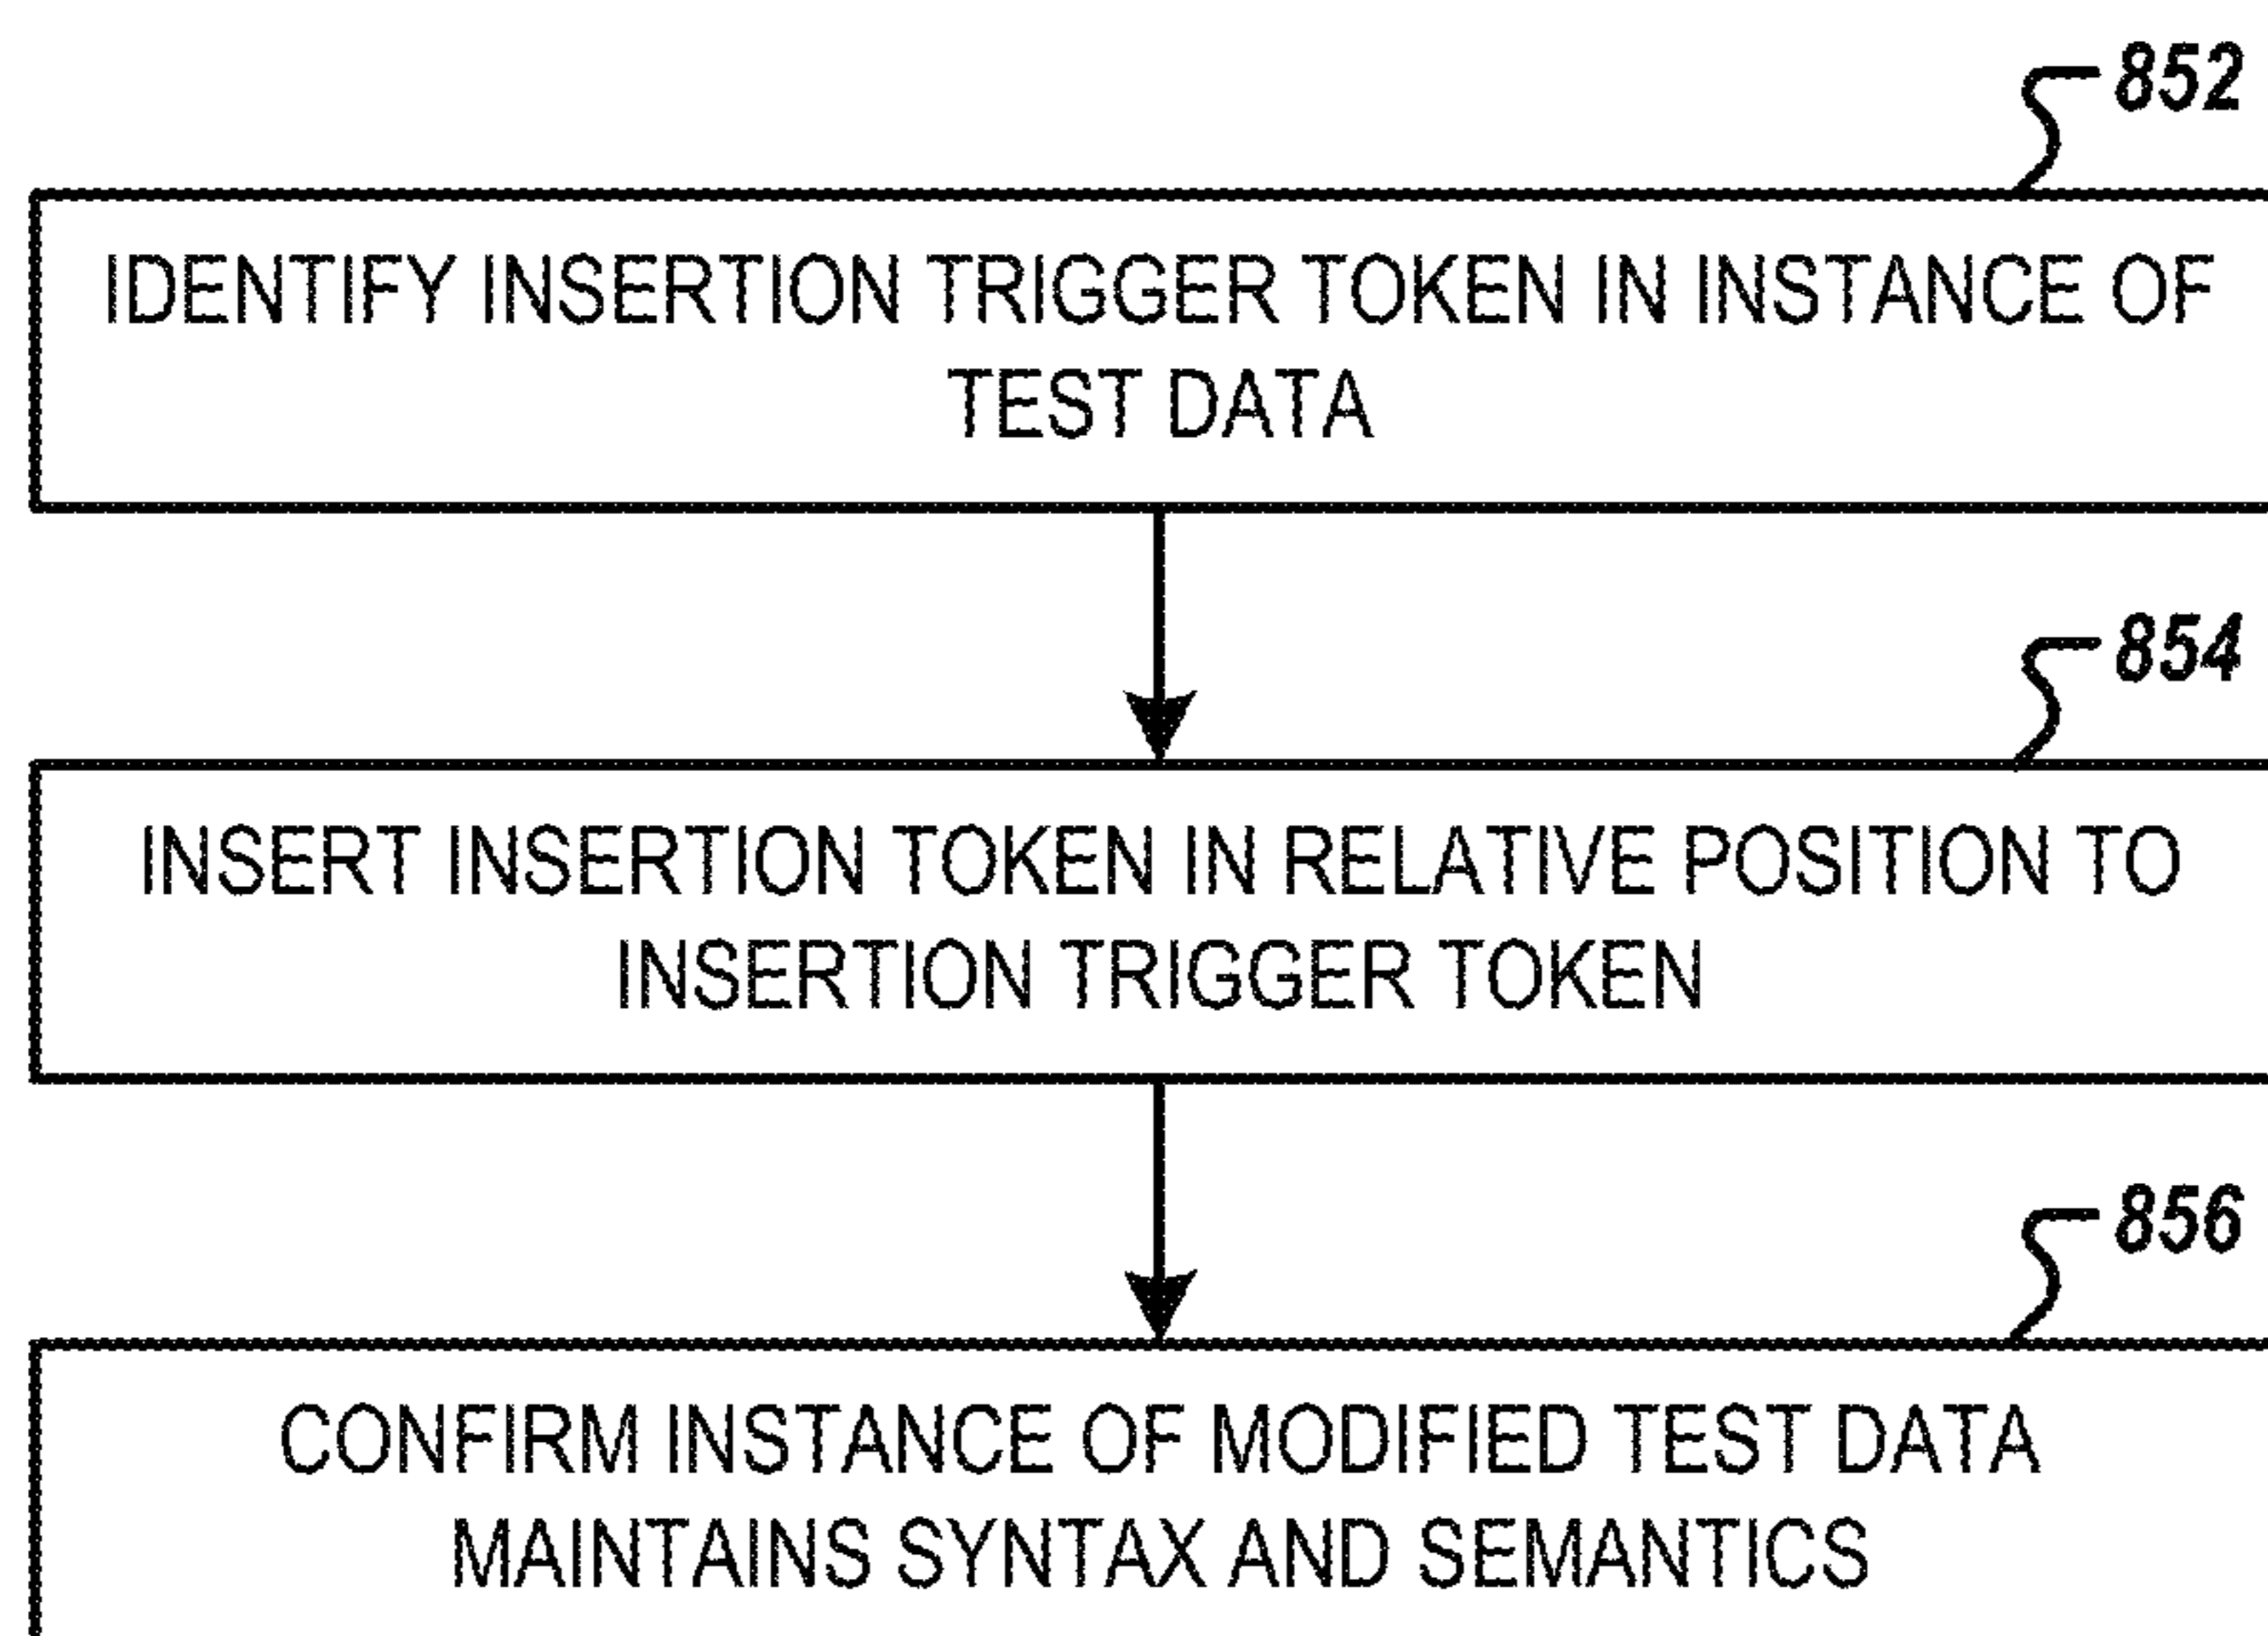 852
IDENTIFY INSERTION TRIGGER TOKEN IN INSTANCE OF
TEST DATA
854
INSERT INSERTION TOKEN IN RELATIVE POSITION TO
INSERTION TRIGGER TOKEN
856
CONFIRM INSTANCE OF MODIFIED TEST DATA
MAINTAINS SYNTAX AND SEMANTICS